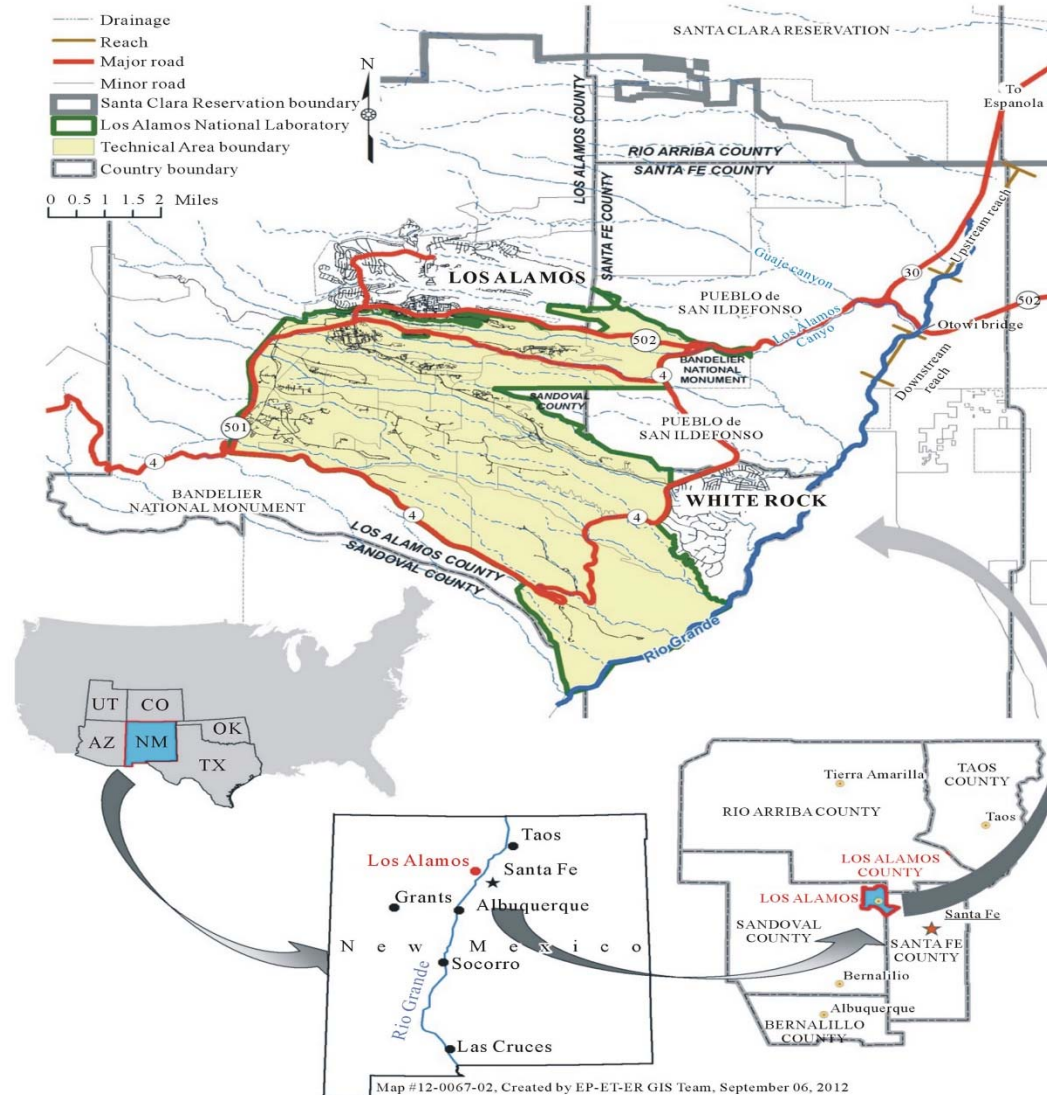 Drainage
Reach
Major road
Minor road
Santa Clara Reservation boundary
Los Alamos National Laboratory
Technical Area boundary
Country boundary
0 0.5 1 2 Miles
N
SANTA CLARA RESERVATION
To
Espanola
LOS ALAMOS COUNTY
SANTA FE COUNTY
RIO ARRIBA COUNTY
SANTA FE COUNTY
Upstream reach
Guaje canyon
30
LOS ALAMOS
PUEBLO de
SAN ILDEFONSO
502
Otowi bridge
Los Alamos
Canyo
502
BANDELIER
NATIONAL
MONUMENT
Downstream
reach
4
SANDOVAL
COUNTY
PUEBLO de
SAN ILDEFONSO
501
4
BANDELIER
NATIONAL MONUMENT
WHITE ROCK
4
4
LOS ALAMOS COUNTY
SANDOVAL COUNTY
Rio Grande
UT
CO
AZ
NM
OK
TX
Taos
Los Alamos
Santa Fe
Grants
Albuquerque
New Mexico
Socorro
Rio Grande
Las Cruces
Tierra Amarilla
TAOS
COUNTY
RIO ARRIBA COUNTY
Taos
LOS ALAMOS
COUNTY
LOS ALAMOS
Santa Fe
SANDOVAL
COUNTY
SANTA FE
COUNTY
Bernalilio
Albuquerque
BERNALILLO
COUNTY
Map #12-0067-02, Created by EP-ET-ER GIS Team, September 06, 2012